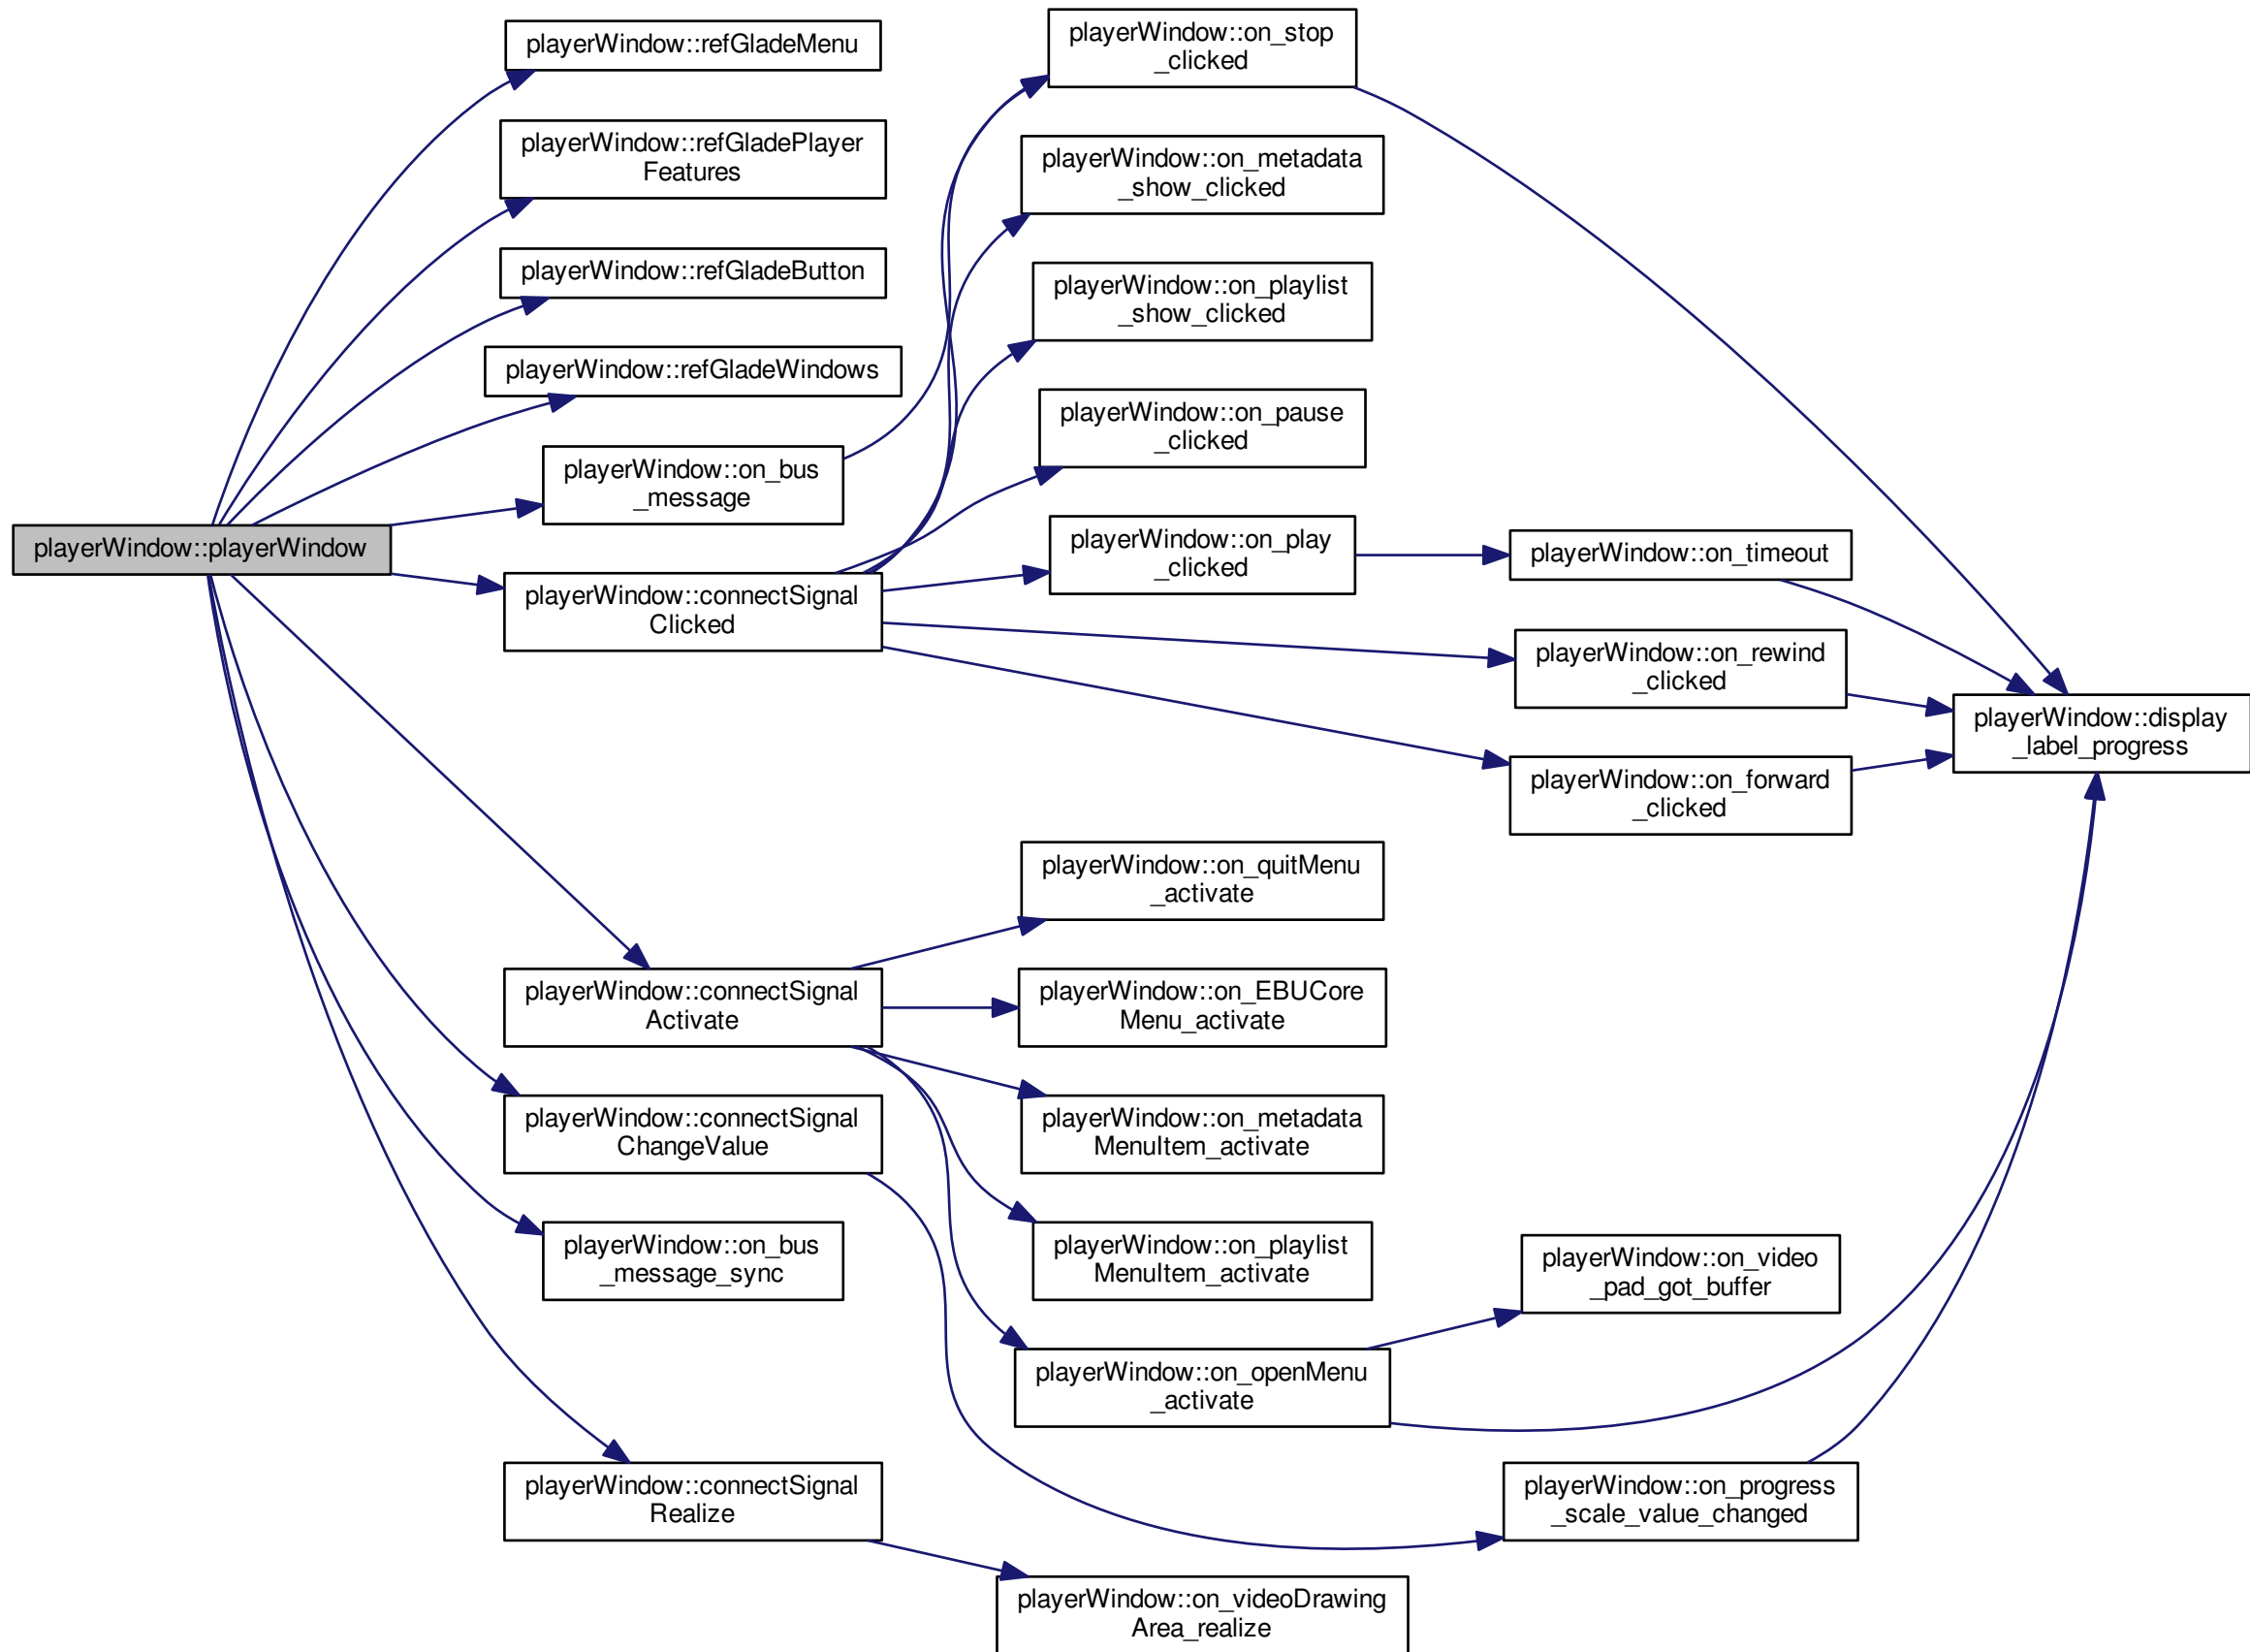 playerWindow::playerWindow
playerWindow::refGladeMenu
playerWindow::refGladePlayer
Features
playerWindow::refGladeButton
playerWindow::refGladeWindows
playerWindow::on_bus
_message
playerWindow::connectSignal
Clicked
playerWindow::connectSignal
Activate
playerWindow::connectSignal
ChangeValue
playerWindow::on_bus
_message_sync
playerWindow::connectSignal
Realize
playerWindow::on_stop
_clicked
playerWindow::on_metadata
_show_clicked
playerWindow::on_playlist
_show_clicked
playerWindow::on_pause
_clicked
playerWindow::on_play
_clicked
playerWindow::on_quitMenu
_activate
playerWindow::on_EBUCore
Menu_activate
playerWindow::on_metadata
MenuItem_activate
playerWindow::on_playlist
MenuItem_activate
playerWindow::on_openMenu
_activate
playerWindow::on_videoDrawing
Area_realize
playerWindow::on_timeout
playerWindow::on_rewind
_clicked
playerWindow::on_forward
_clicked
playerWindow::on_video
_pad_got_buffer
playerWindow::on_progress
_scale_value_changed
playerWindow::display
_label_progress